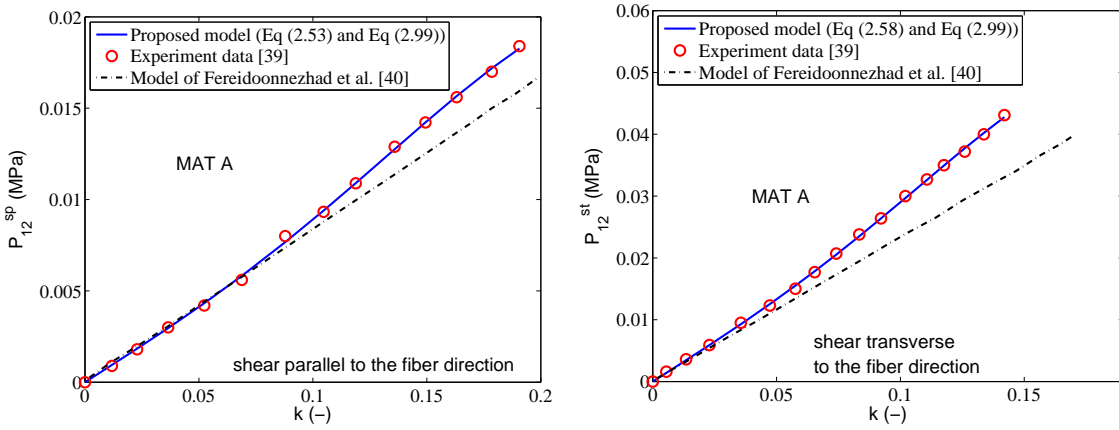 0.02
0.015
0.01
0.005
0
0
0.05
0.1
0.15
0.2
P12^sp (MPa)
k (–)
Proposed model (Eq (2.53) and Eq (2.99))
Experiment data [39]
Model of Fereidoonnezhad et al. [40]
MAT A
shear parallel to the fiber direction
0.06
0.05
0.04
0.03
0.02
0.01
0
0
0.05
0.1
0.15
P12^st (MPa)
k (–)
Proposed model (Eq (2.58) and Eq (2.99))
Experiment data [39]
Model of Fereidoonnezhad et al. [40]
MAT A
shear transverse
to the fiber direction